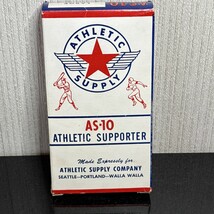 ATHLETIC
SUPPLY
AS-10
ATHLETIC SUPPORTER
Made Expressly for
ATHLETIC SUPPLY COMPANY
SEATTLE—PORTLAND—WALLA WALLA